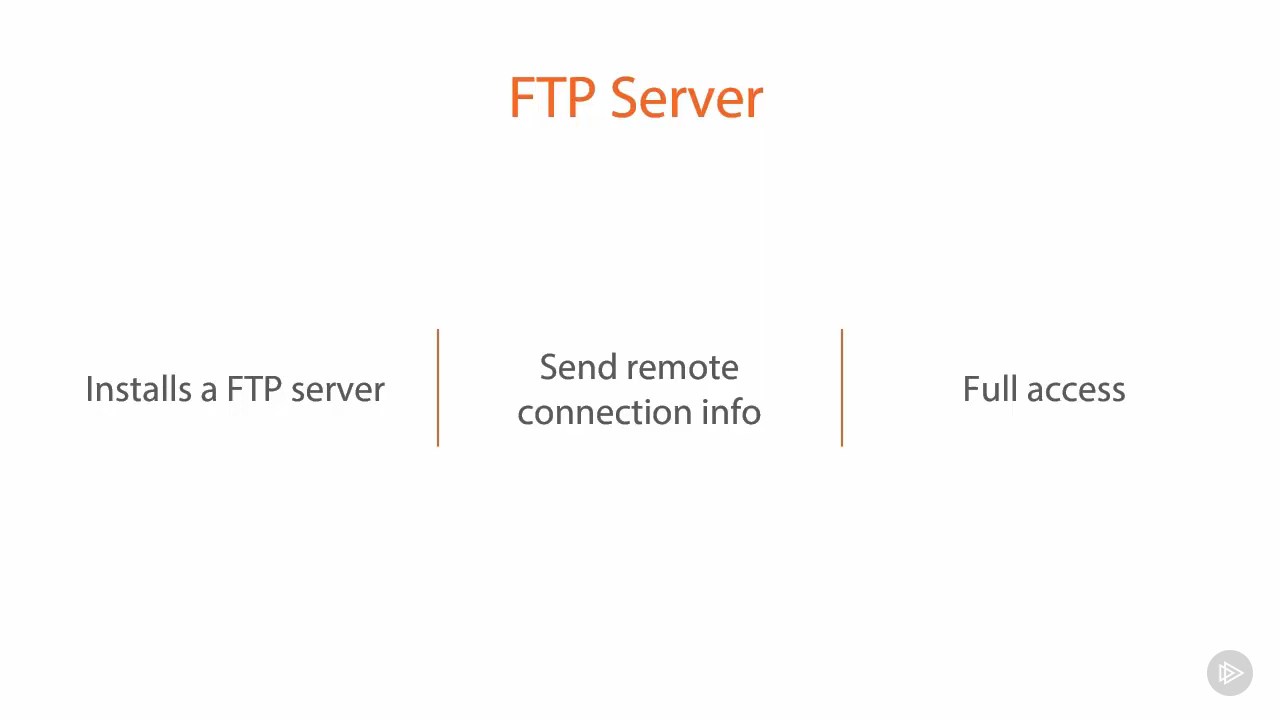 FTP Server
Installs a FTP server
Send remote
connection info
Full access